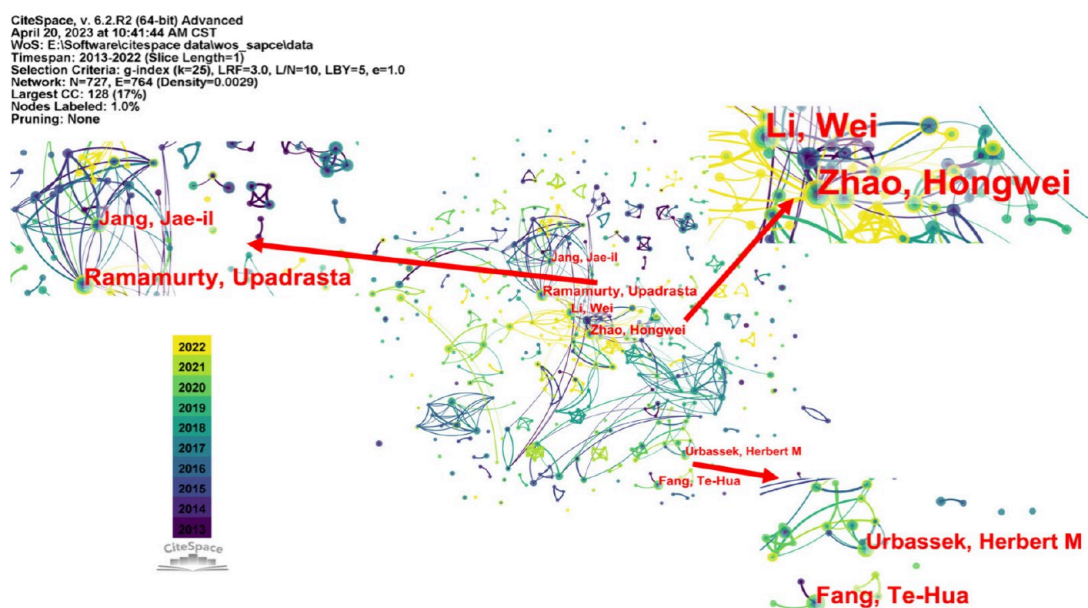 CiteSpace, v. 6.2.R2 (64-bit) Advanced
April 20, 2023 at 10:41:44 AM CST
WoS: E:\Software\citespace data\wos_sapce\data
Timespan: 2013-2022 (Slice Length=1)
Selection Criteria: g-index (k=25), LRF=3.0, L/N=10, LBY=5, e=1.0
Network: N=727, E=764 (Density=0.0029)
Largest CC: 128 (17%)
Nodes Labeled: 1.0%
Pruning: None
Li, Wei
Zhao, Hongwei
Jang, Jae-il
Ramamurty, Upadrasta
Jang, Jae-il
Ramamurty, Upadrasta
Li, Wei
Zhao, Hongwei
2022
2021
2020
2019
2018
2017
2016
2015
2014
2013
CiteSpace
Urbassek, Herbert M
Fang, Te-Hua
Urbassek, Herbert M
Fang, Te-Hua